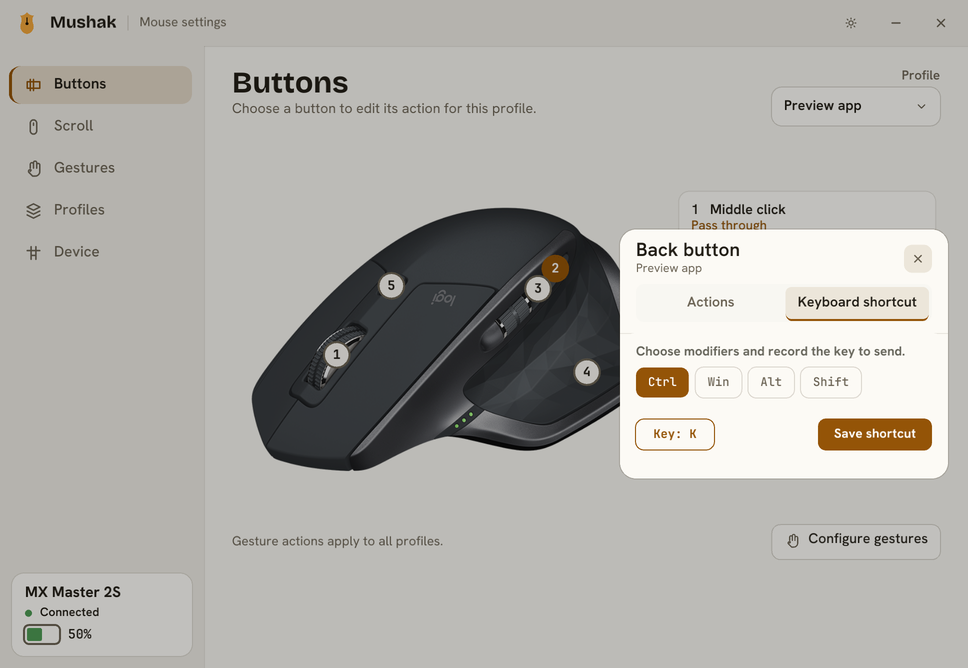 Mushak
Mouse settings
Buttons
Scroll
Gestures
Profiles
Device
MX Master 2S
Connected
50%
Buttons
Choose a button to edit its action for this profile.
Profile
Preview app
1 Middle click
Pass through
logi
1
2
3
4
5
Back button
Preview app
Actions
Keyboard shortcut
Choose modifiers and record the key to send.
Ctrl
Win
Alt
Shift
Key: K
Save shortcut
Gesture actions apply to all profiles.
Configure gestures